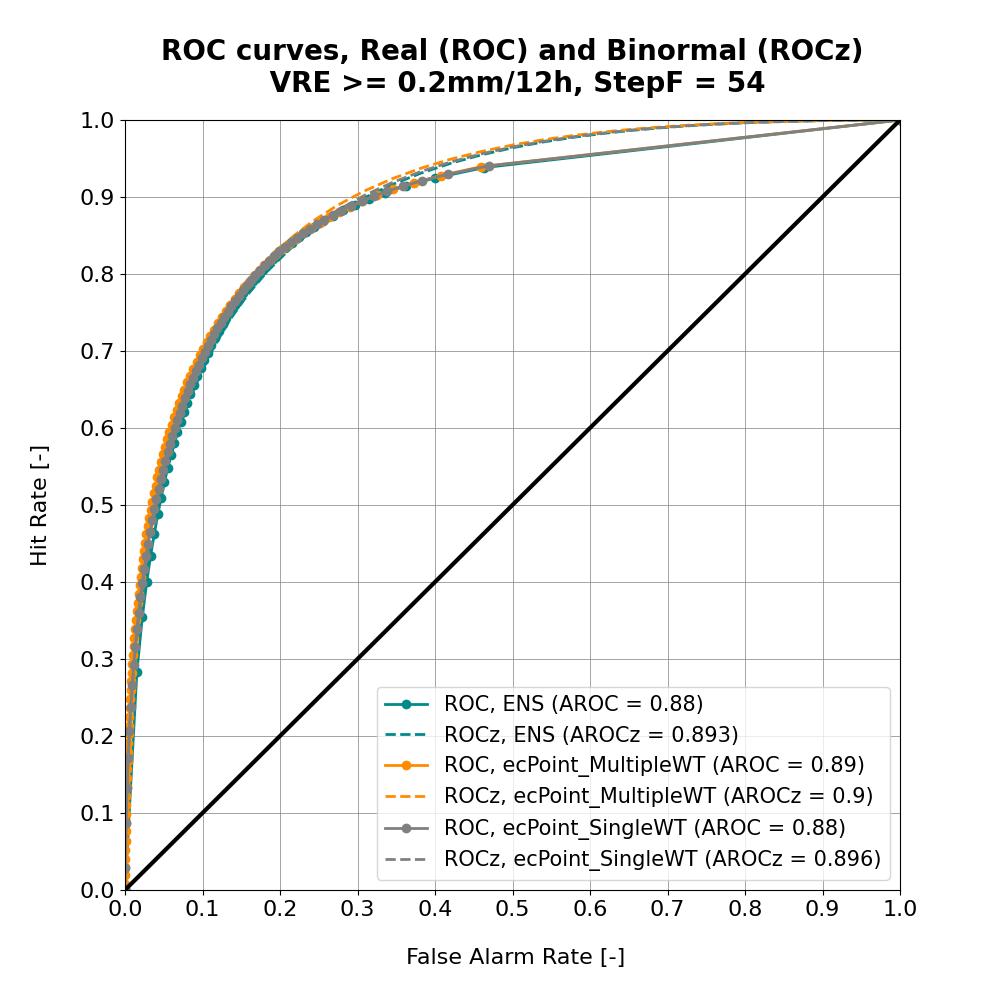 ROC curves, Real (ROC) and Binormal (ROCz)
VRE >= 0.2mm/12h, StepF = 54
1.0
0.9
0.8
0.7
0.6
0.5
0.4
0.3
0.2
0.1
0.0
Hit Rate [-]
ROC, ENS (AROC = 0.88)
ROCz, ENS (AROCz = 0.893)
ROC, ecPoint_MultipleWT (AROC = 0.89)
ROCz, ecPoint_MultipleWT (AROCz = 0.9)
ROC, ecPoint_SingleWT (AROC = 0.88)
ROCz, ecPoint_SingleWT (AROCz = 0.896)
0.0 0.1 0.2 0.3 0.4 0.5 0.6 0.7 0.8 0.9 1.0
False Alarm Rate [-]